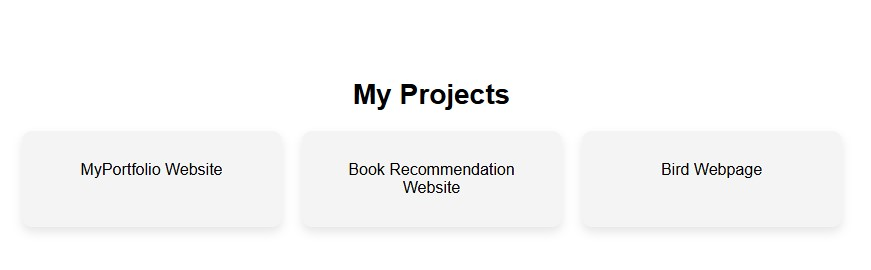 My Projects
MyPortfolio Website
Book Recommendation
Website
Bird Webpage